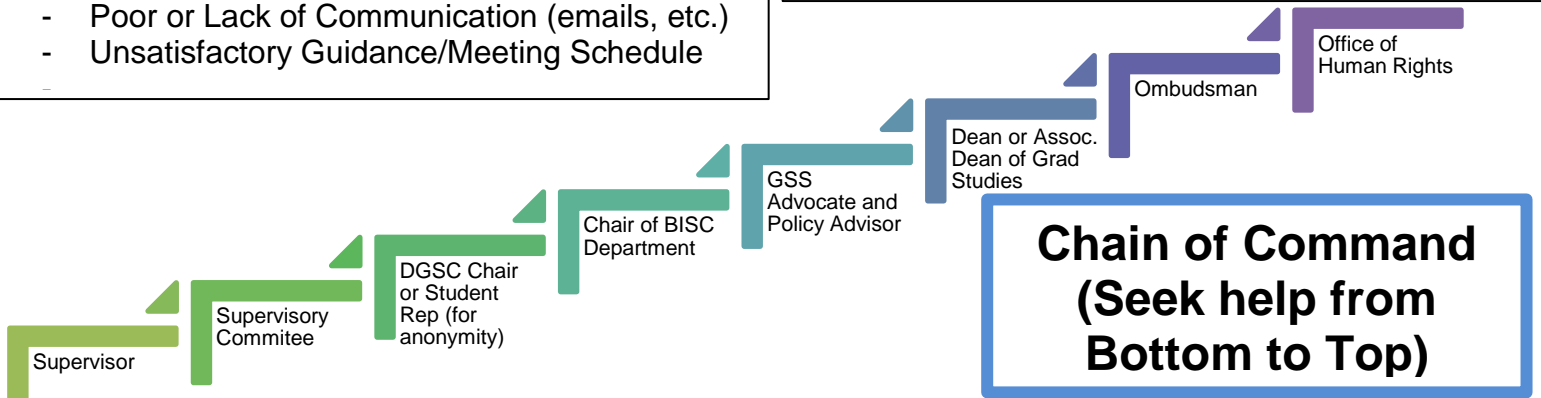 - Poor or Lack of Communication (emails, etc.)
- Unsatisfactory Guidance/Meeting Schedule
-
Office of
Human Rights
Ombudsman
Dean or Assoc.
Dean of Grad
Studies
GSS
Advocate and
Policy Advisor
Chair of BISC
Department
DGSC Chair
or Student
Rep (for
anonymity)
Supervisory
Commitee
Supervisor
Chain of Command
(Seek help from
Bottom to Top)